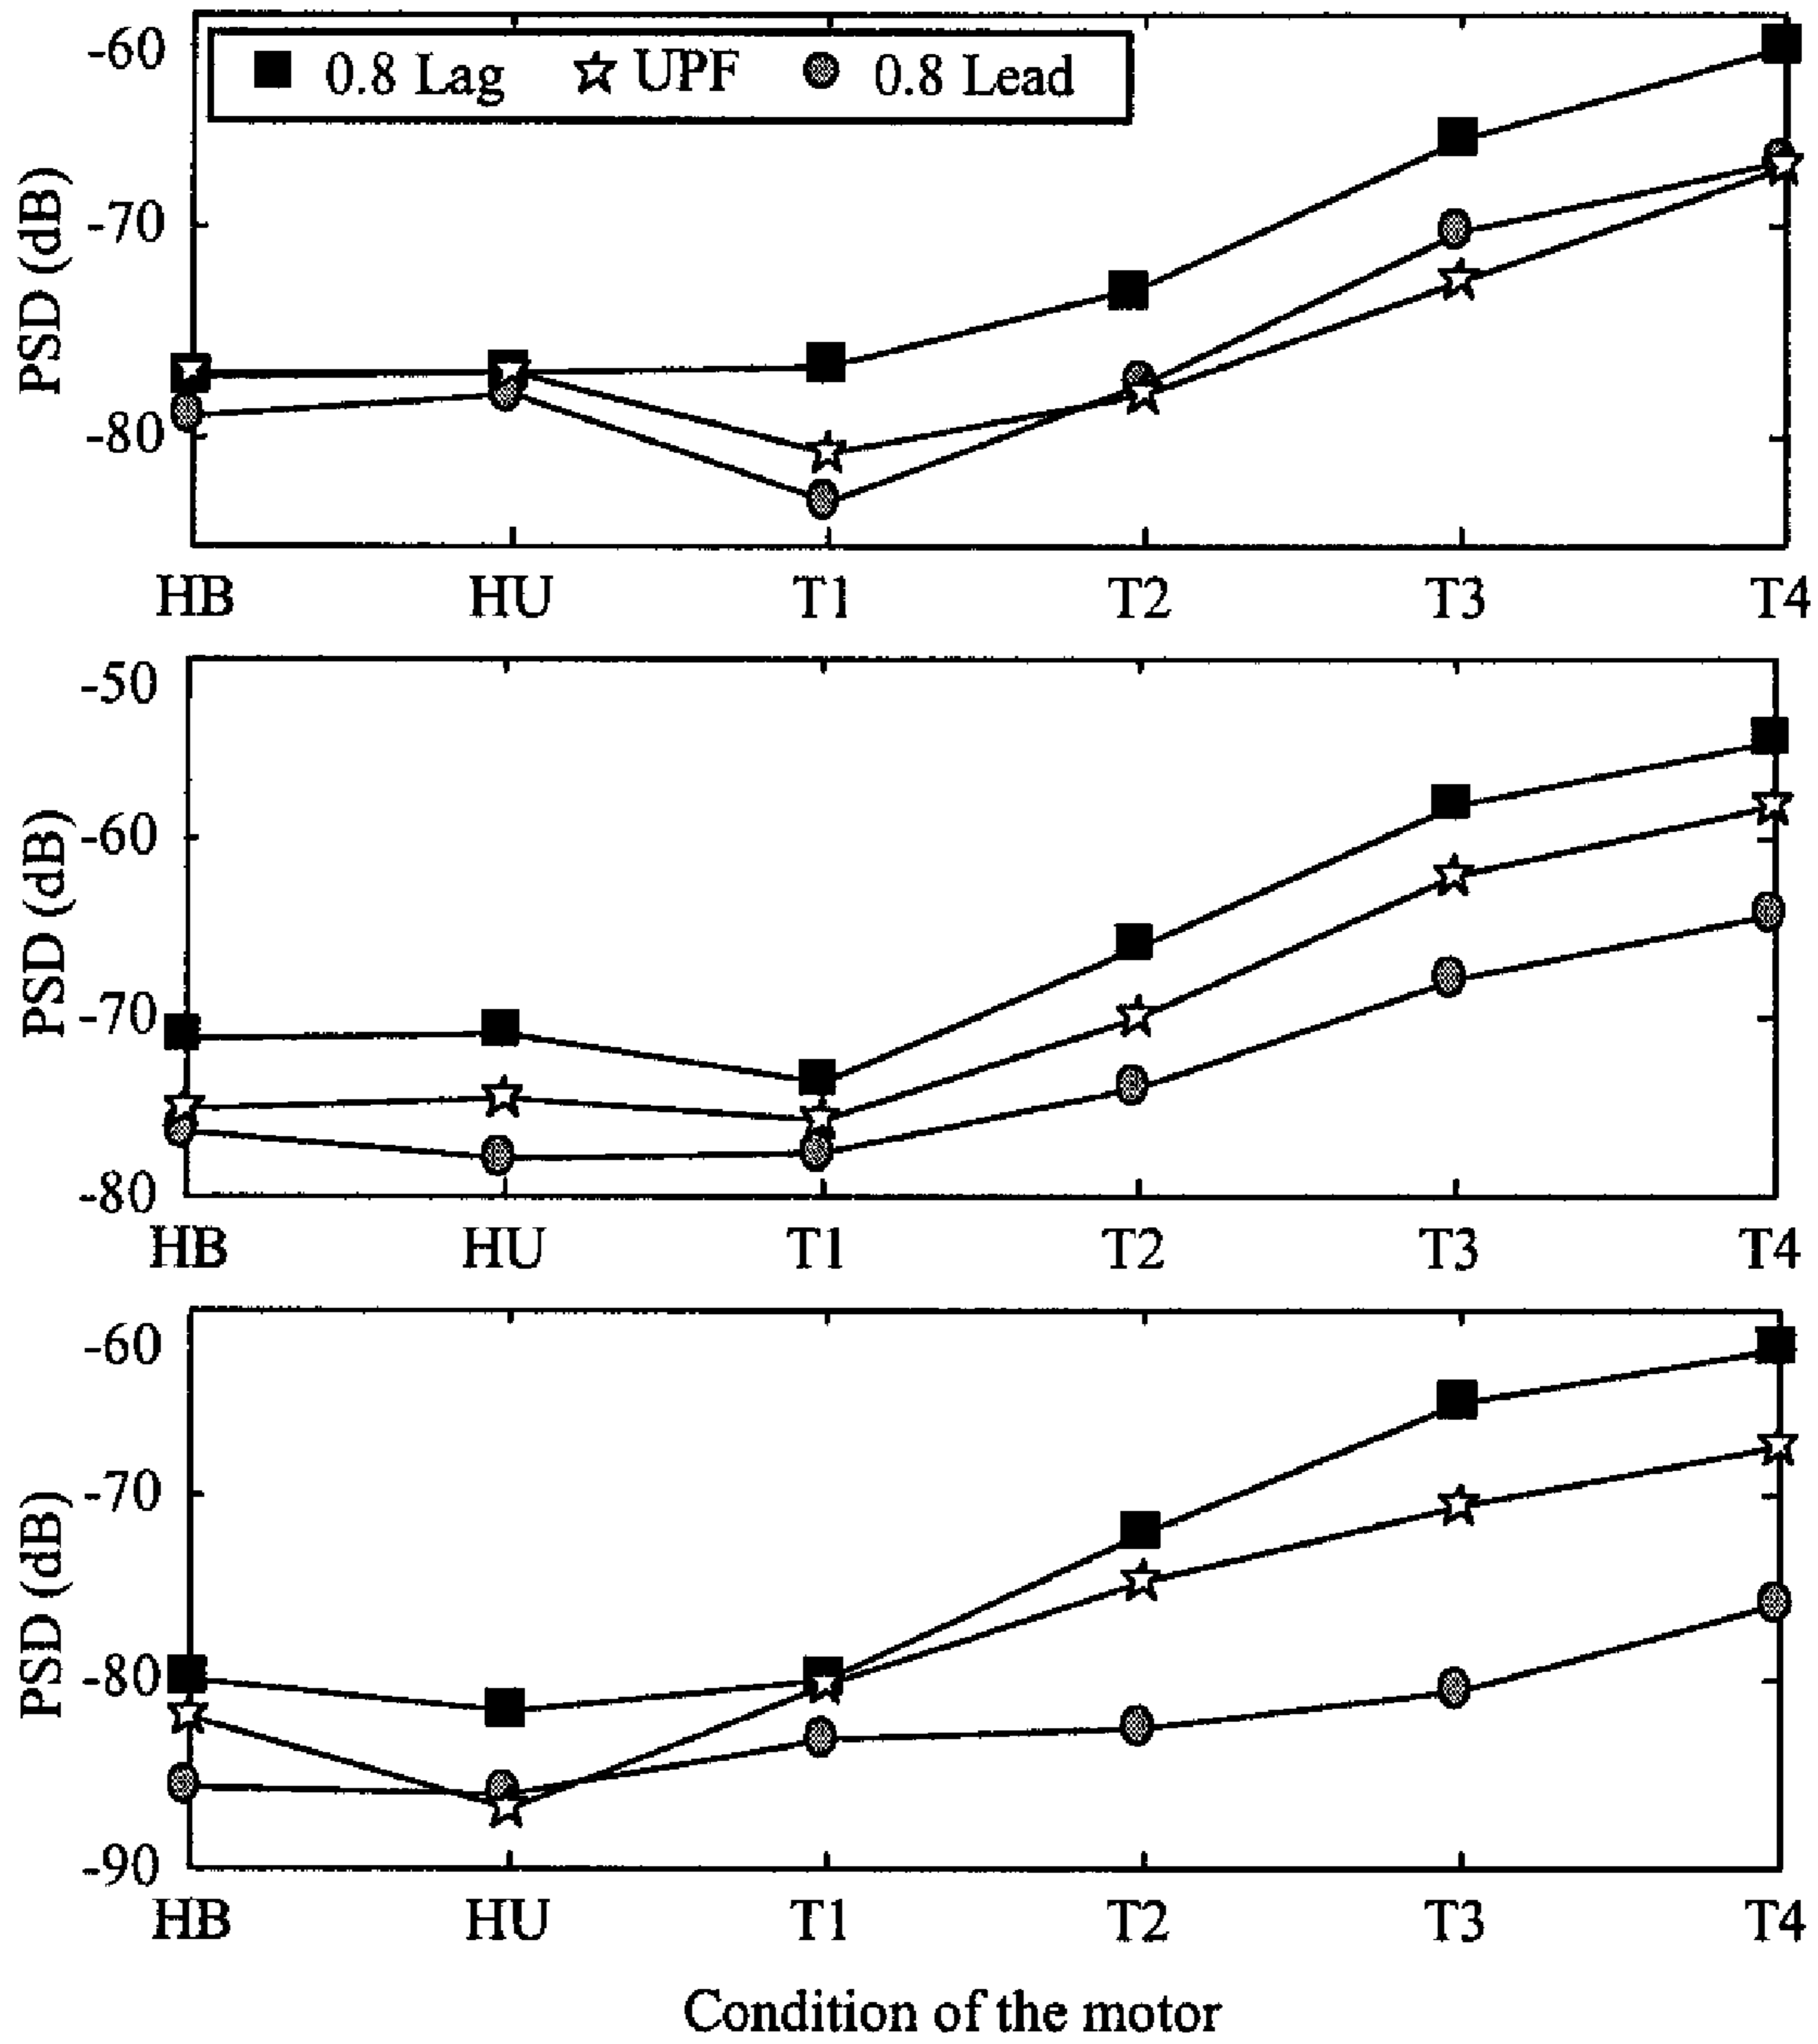 -60
0.8 Lag UPF 0.8 Lead
-70
PSD (dB)
-80
HB HU T1 T2 T3 T4
-50
-60
PSD (dB)
-70
-80
HB HU T1 T2 T3 T4
-60
-70
PSD (dB)
-80
-90
HB HU T1 T2 T3 T4
Condition of the motor